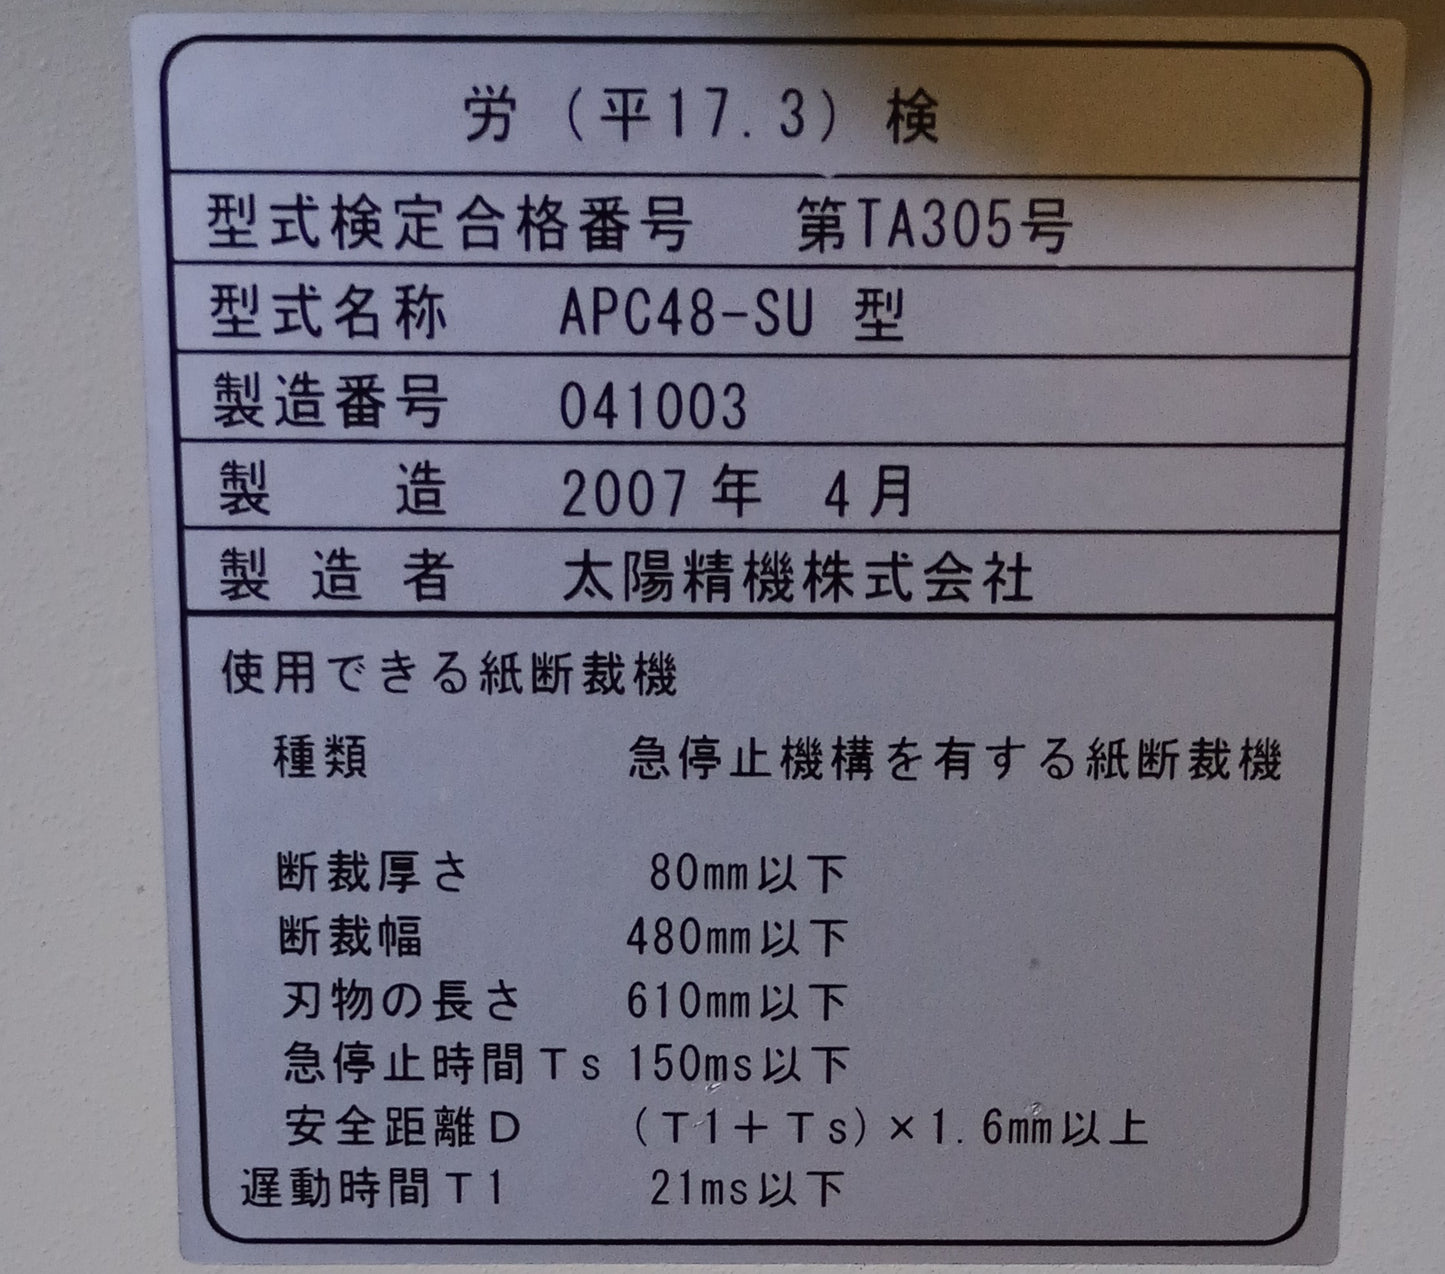 労（平17.3）検
型式検定合格番号　第TA305号
型式名称　APC48-SU 型
製造番号　041003
製　造　2007 年　4 月
製 造 者　太陽精機株式会社
使用できる紙断裁機
種類　急停止機構を有する紙断裁機
断裁厚さ　80mm以下
断裁幅　480mm以下
刃物の長さ　610mm以下
急停止時間Ｔｓ 150ms以下
安全距離Ｄ　（Ｔ1＋Ｔｓ）×1.6mm以上
遅動時間Ｔ1　21ms以下